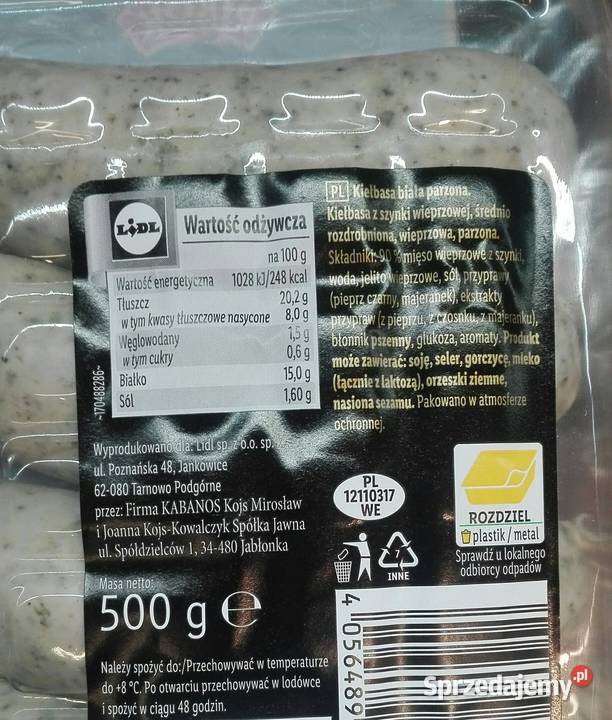 LIDL
Wartość odżywcza
na 100 g
Wartość energetyczna 1028 kJ/248 kcal
Tłuszcz 20,2 g
w tym kwasy tłuszczowe nasycone 8,0 g
Węglowodany 1,5 g
w tym cukry 0,6 g
Białko 15,0 g
Sól 1,60 g
~170488286~
PL Kiełbasa biała parzona.
Kiełbasa z szynki wieprzowej, średnio
rozdrobniona, wieprzowa, parzona.
Składniki: 90 % mięso wieprzowe z szynki,
woda, jelito wieprzowe, sól, przyprawy
(pieprz czarny, majeranek), ekstrakty
przypraw (z pieprzu, z czosnku, z majeranku),
błonnik pszenny, glukoza, aromaty. Produkt
może zawierać: soję, seler, gorczycę, mleko
(łącznie z laktozą), orzeszki ziemne,
nasiona sezamu. Pakowano w atmosferze
ochronnej.
Wyprodukowano dla: Lidl sp. z o.o. sp.
ul. Poznańska 48, Jankowice
62-080 Tarnowo Podgórne
przez: Firma KABANOS Kojs Mirosław
i Joanna Kojs-Kowalczyk Spółka Jawna
ul. Spółdzielców 1, 34-480 Jabłonka
PL
12110317
WE
7
INNE
ROZDZIEL
plastik / metal
Sprawdź u lokalnego
odbiorcy odpadów
Masa netto:
500 g e
Należy spożyć do:/Przechowywać w temperaturze
do +8 °C. Po otwarciu przechowywać w lodówce
i spożyć w ciągu 48 godzin.
4 056489
Sprzedajemy.pl